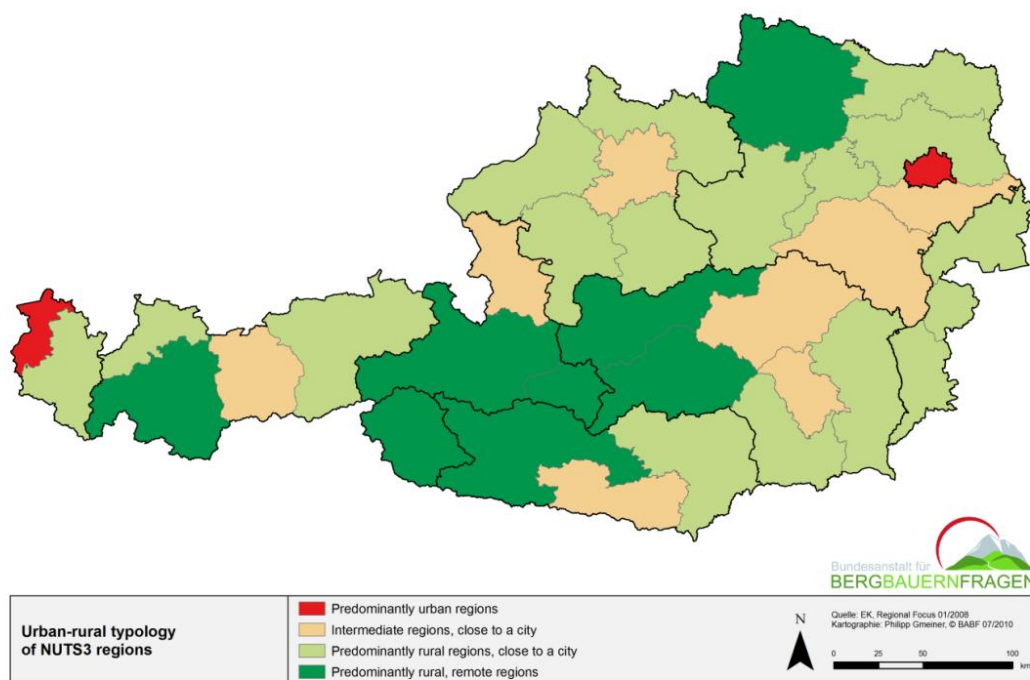 Bundesanstalt für
BERGBAUERNFRAGEN
Urban-rural typology
of NUTS3 regions
Predominantly urban regions
Intermediate regions, close to a city
Predominantly rural regions, close to a city
Predominantly rural, remote regions
N
Quelle: EK, Regional Focus 01/2008
Kartographie: Philipp Gmeiner, © BABF 07/2010
0 25 50 100
km